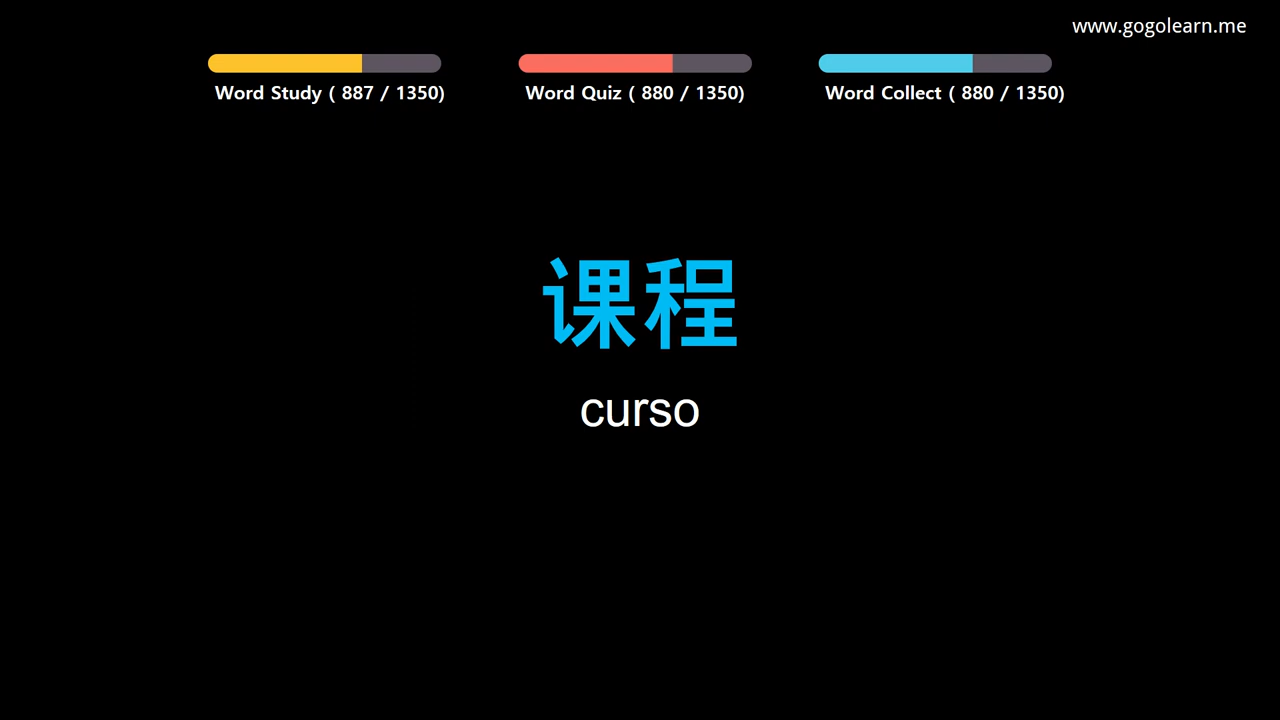 www.gogolearn.me
Word Study ( 887 / 1350)
Word Quiz ( 880 / 1350)
Word Collect ( 880 / 1350)
课程
curso